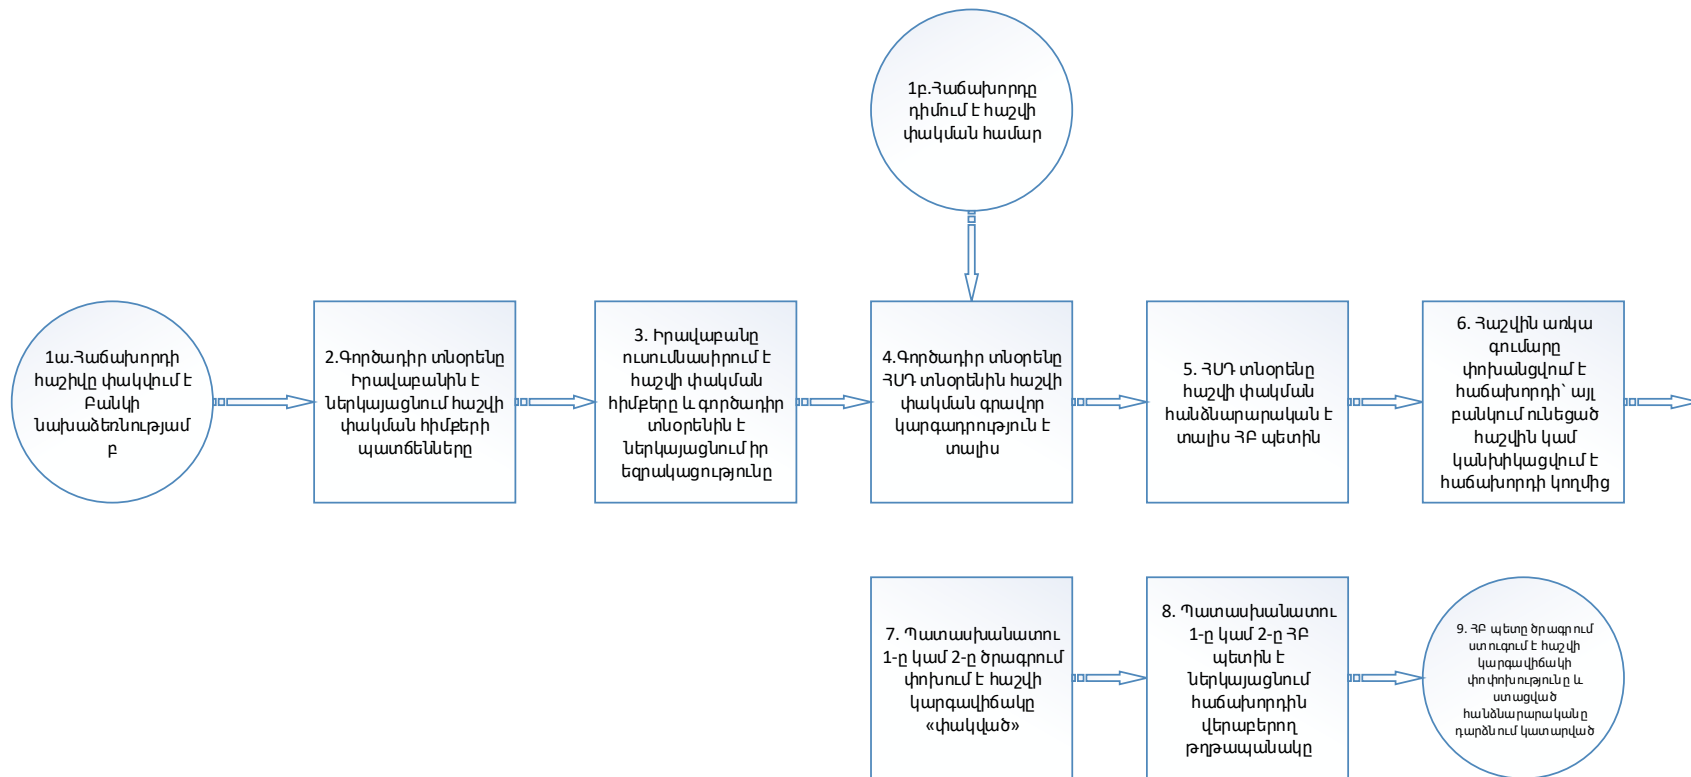 1բ.Հաճախորդը
դիմում է հաշվի
փակման համար
1ա.Հաճախորդի
հաշիվը փակվում է
Բանկի
նախաձեռնությամ
բ
2.Գործադիր տնօրենը
Իրավաբանին է
ներկայացնում հաշվի
փակման հիմքերի
պատճենները
3. Իրավաբանը
ուսումնասիրում է
հաշվի փակման
հիմքերը և գործադիր
տնօրենին է
ներկայացնում իր
եզրակացությունը
4.Գործադիր տնօրենը
ՀՍԴ տնօրենին հաշվի
փակման գրավոր
կարգադրություն է
տալիս
5. ՀՍԴ տնօրենը
հաշվի փակման
հանձնարարական է
տալիս ՀԲ պետին
6. Հաշվին առկա
գումարը
փոխանցվում է
հաճախորդի` այլ
բանկում ունեցած
հաշվին կամ
կանխիկացվում է
հաճախորդի կողմից
7. Պատասխանատու
1-ը կամ 2-ը ծրագրում
փոխում է հաշվի
կարգավիճակը
«փակված»
8. Պատասխանատու
1-ը կամ 2-ը ՀԲ
պետին է
ներկայացնում
հաճախորդին
վերաբերող
թղթապանակը
9. ՀԲ պետը ծրագրում
ստուգում է հաշվի
կարգավիճակի
փոփոխությունը և
ստացված
հանձնարարականը
դարձնում կատարված